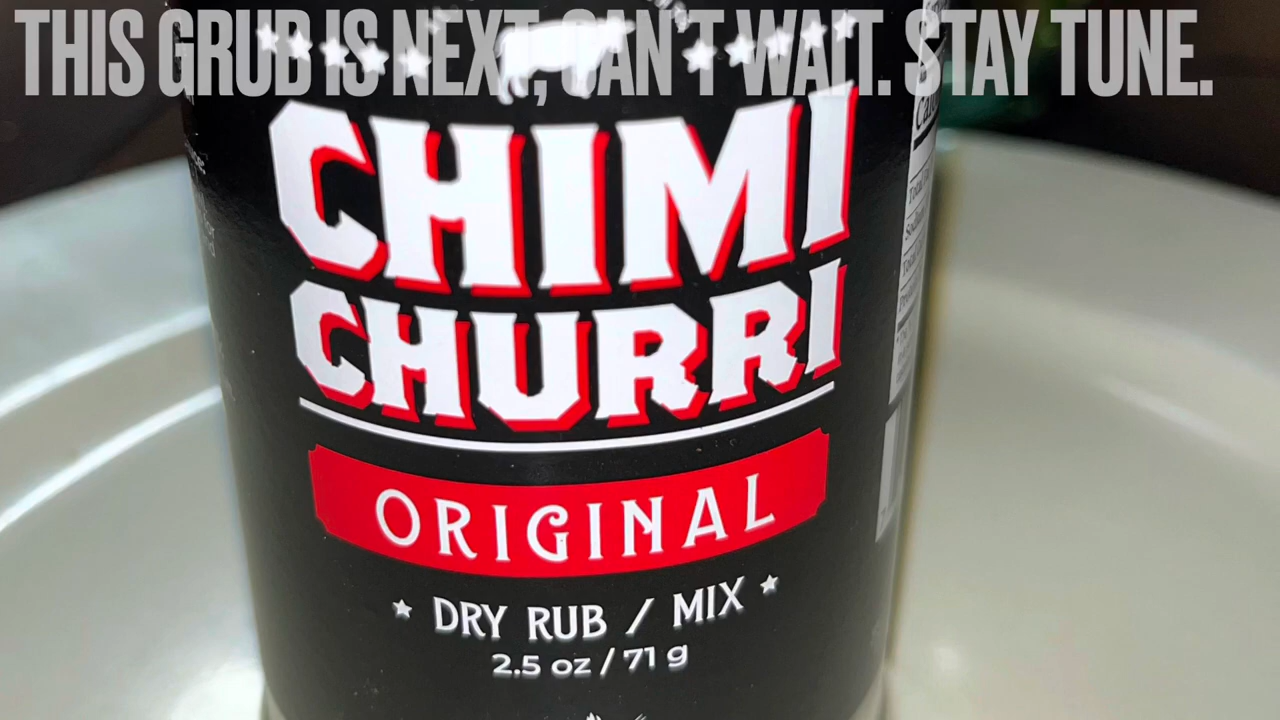 THIS GRUB IS NEXT, CAN'T WAIT. STAY TUNE.
CHIMI
CHURRI
ORIGINAL
DRY RUB / MIX
2.5 oz / 71 g